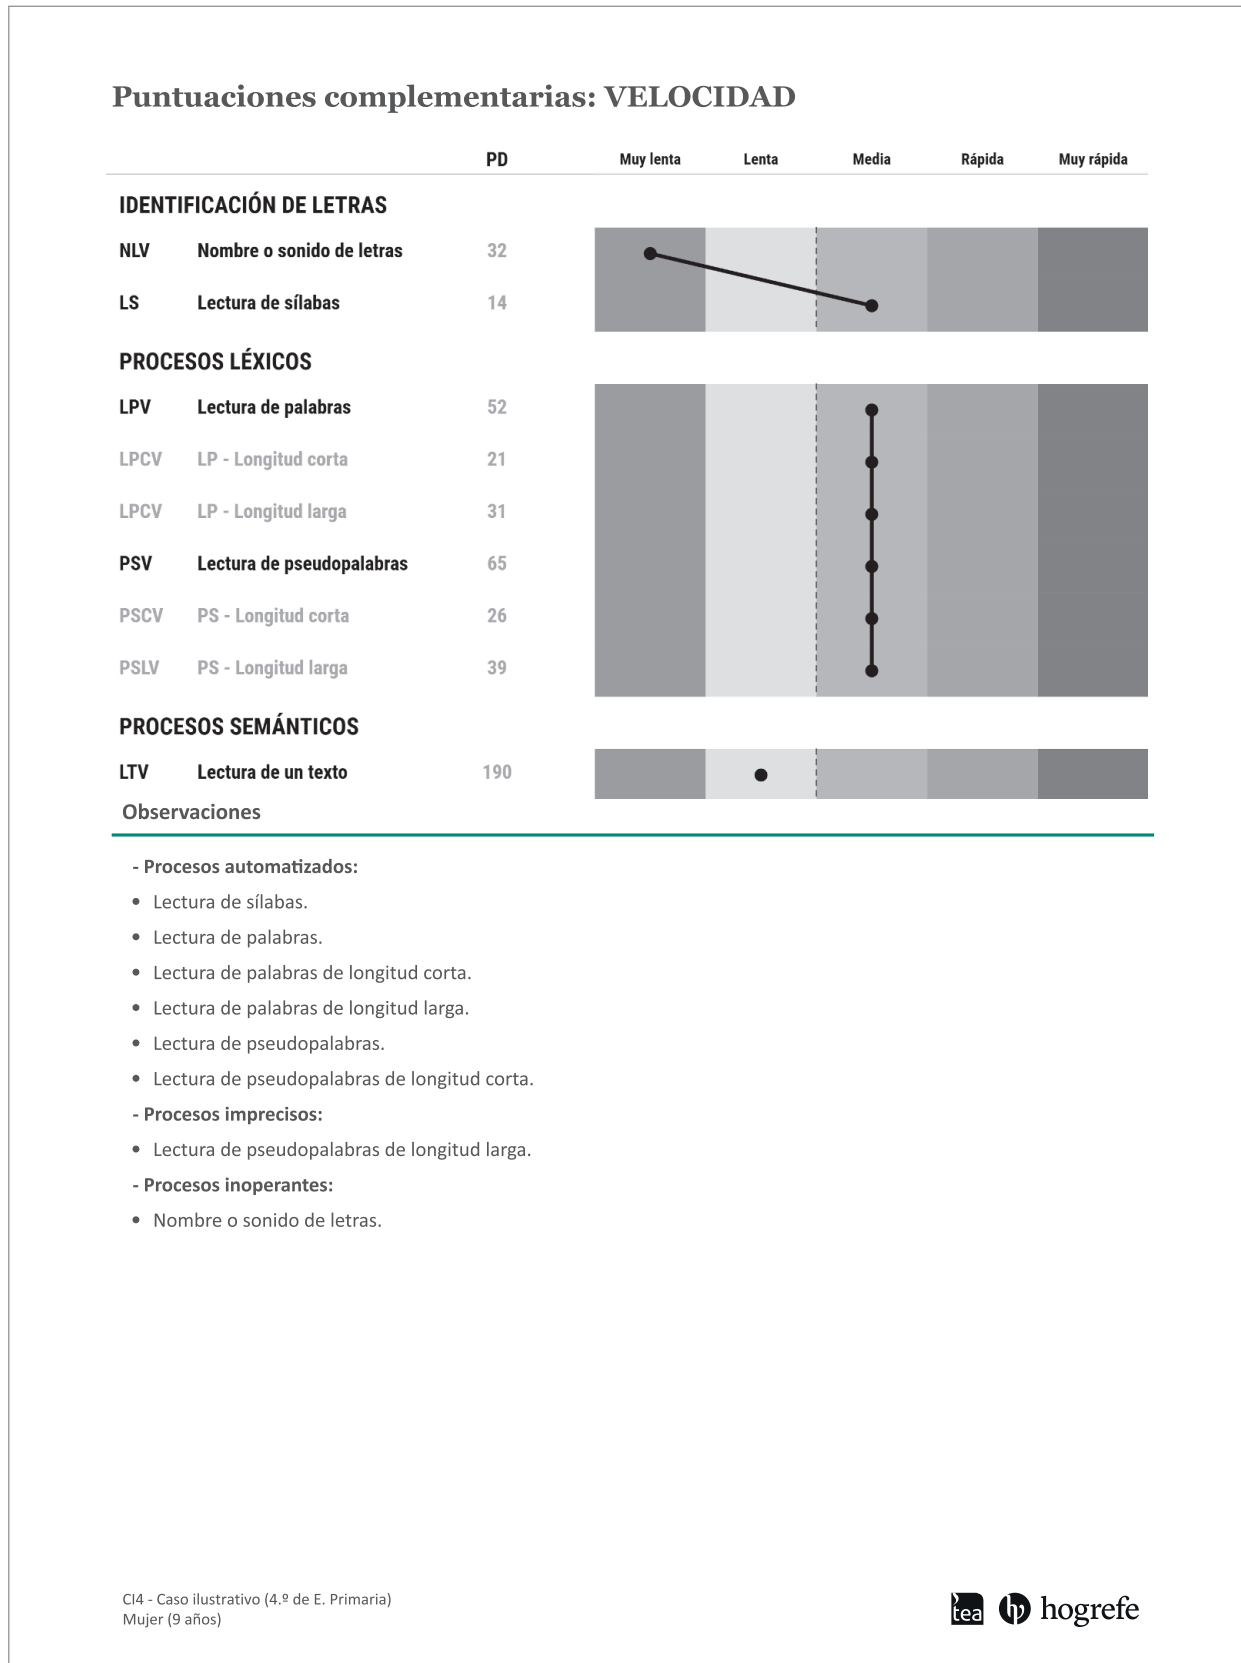 Puntuaciones complementarias: VELOCIDAD
PD Muy lenta Lenta Media Rápida Muy rápida
IDENTIFICACIÓN DE LETRAS
NLV Nombre o sonido de letras 32
LS Lectura de sílabas 14
PROCESOS LÉXICOS
LPV Lectura de palabras 52
LPCV LP - Longitud corta 21
LPCV LP - Longitud larga 31
PSV Lectura de pseudopalabras 65
PSCV PS - Longitud corta 26
PSLV PS - Longitud larga 39
PROCESOS SEMÁNTICOS
LTV Lectura de un texto 190
Observaciones
- Procesos automatizados:
• Lectura de sílabas.
• Lectura de palabras.
• Lectura de palabras de longitud corta.
• Lectura de palabras de longitud larga.
• Lectura de pseudopalabras.
• Lectura de pseudopalabras de longitud corta.
- Procesos imprecisos:
• Lectura de pseudopalabras de longitud larga.
- Procesos inoperantes:
• Nombre o sonido de letras.
CI4 - Caso ilustrativo (4.º de E. Primaria)
Mujer (9 años)
tea hogrefe